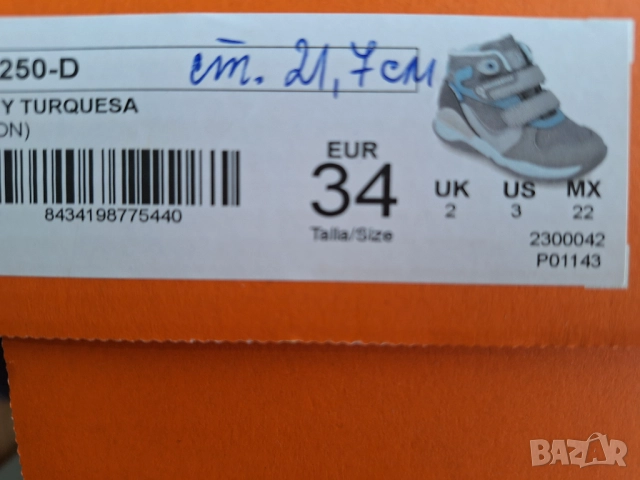 250-D
ст. 21,7см
Y TURQUESA
ON)
8434198775440
EUR
34
Talla/Size
UK US MX
2 3 22
2300042
P01143
BAZAR